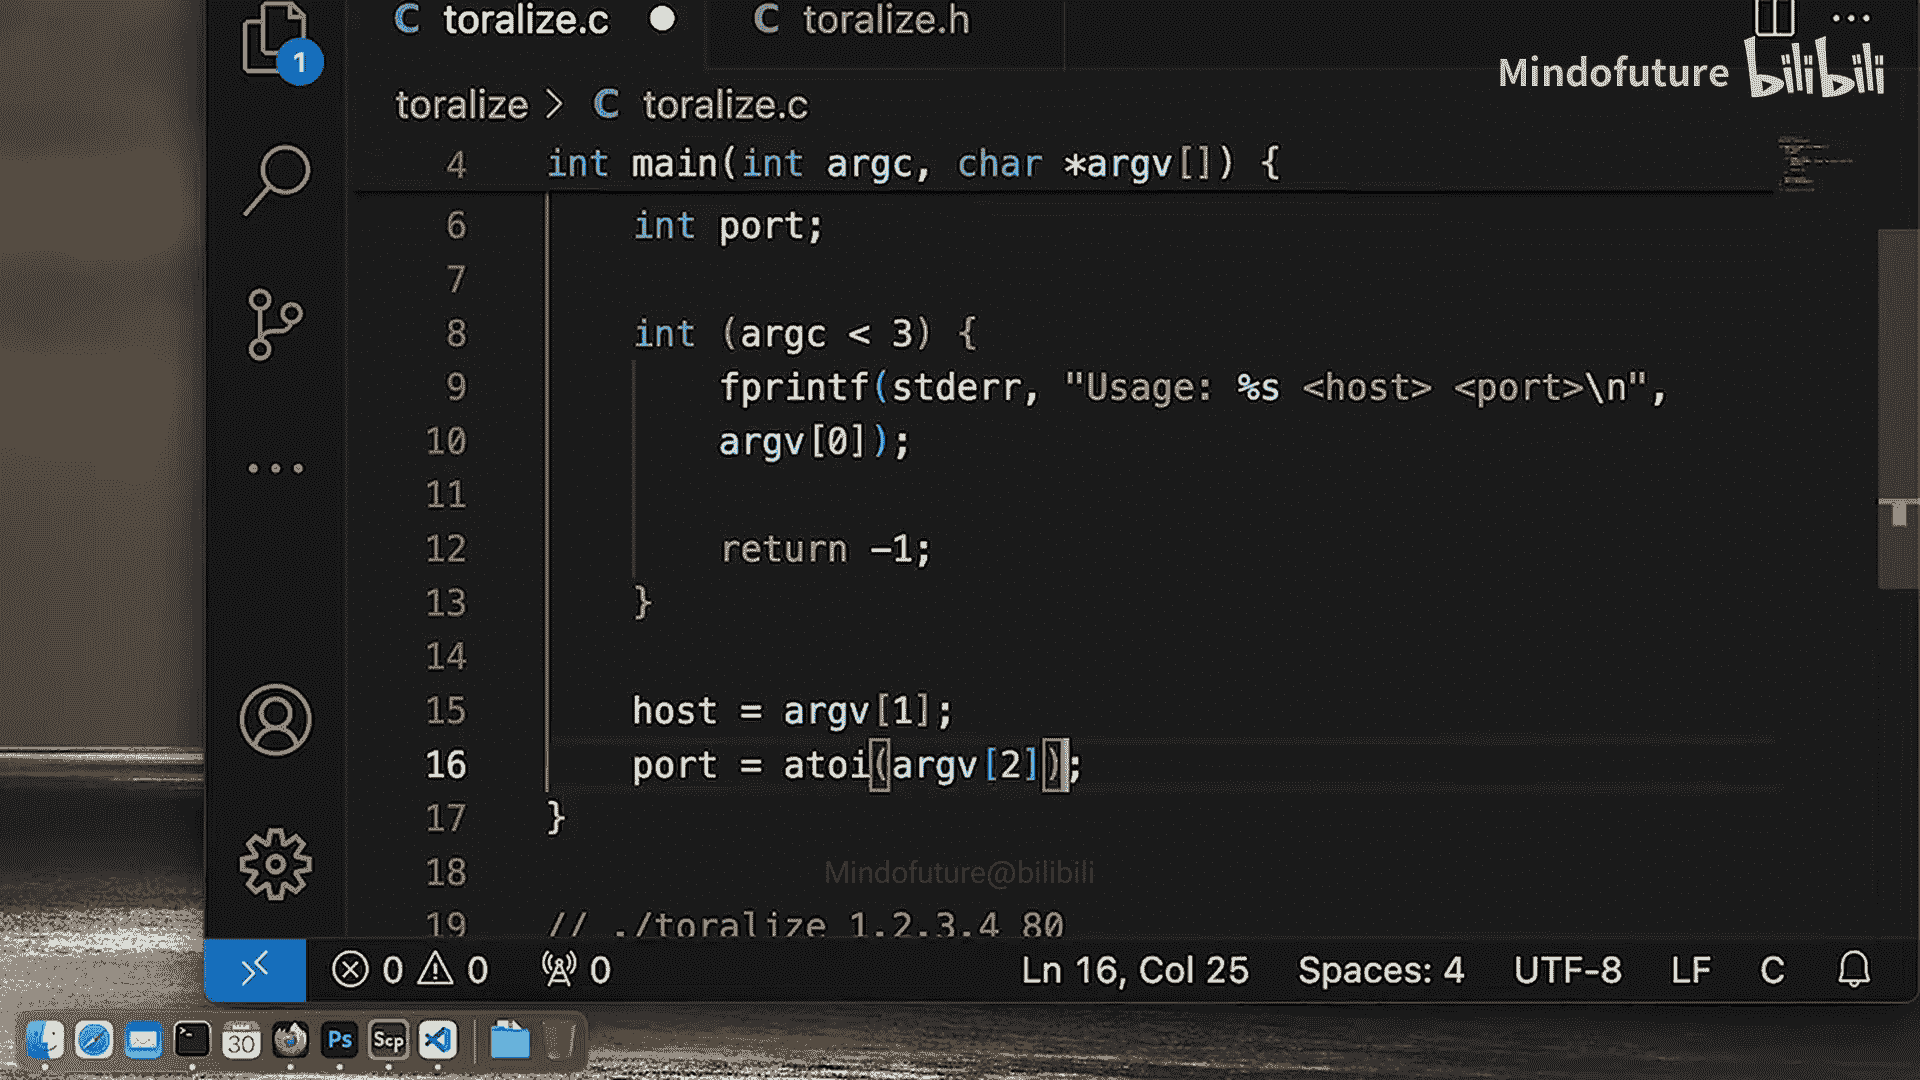 toralize.c
toralize.h
Mindofuture bilibili
1
toralize > C toralize.c
4 int main(int argc, char *argv[]) {
6 int port;
7
8 int (argc < 3) {
9 fprintf(stderr, "Usage: %s <host> <port>\n",
10 argv[0]);
11
12 return -1;
13 }
14
15 host = argv[1];
16 port = atoi(argv[2]);
17 }
18
Mindofuture@bilibili
19 // ./toralize 1.2.3.4 80
0 0 0 Ln 16, Col 25 Spaces: 4 UTF-8 LF C
30 Ps Scp